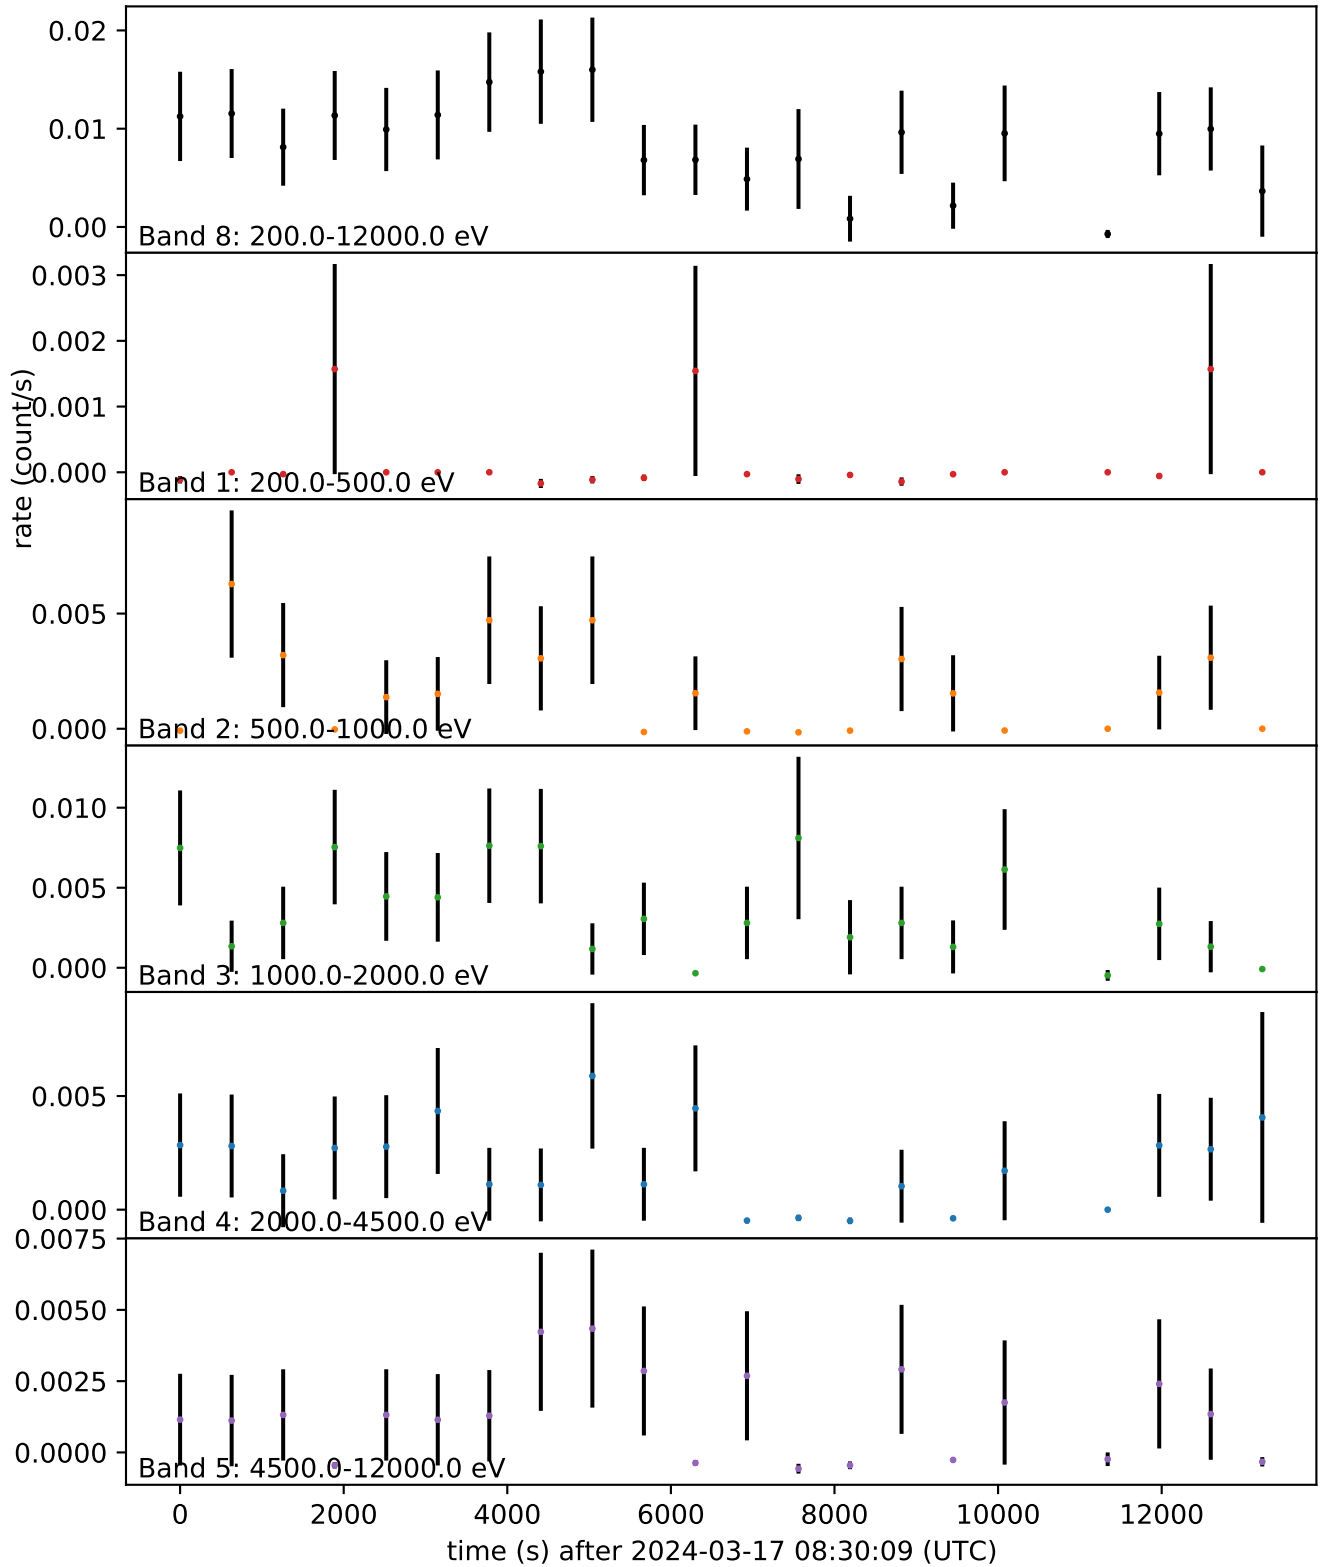 0.02
0.01
0.00
Band 8: 200.0-12000.0 eV
0.003
0.002
0.001
0.000
Band 1: 200.0-500.0 eV
rate (count/s)
0.005
0.000
Band 2: 500.0-1000.0 eV
0.010
0.005
0.000
Band 3: 1000.0-2000.0 eV
0.005
0.000
Band 4: 2000.0-4500.0 eV
0.0075
0.0050
0.0025
0.0000
Band 5: 4500.0-12000.0 eV
0 2000 4000 6000 8000 10000 12000
time (s) after 2024-03-17 08:30:09 (UTC)